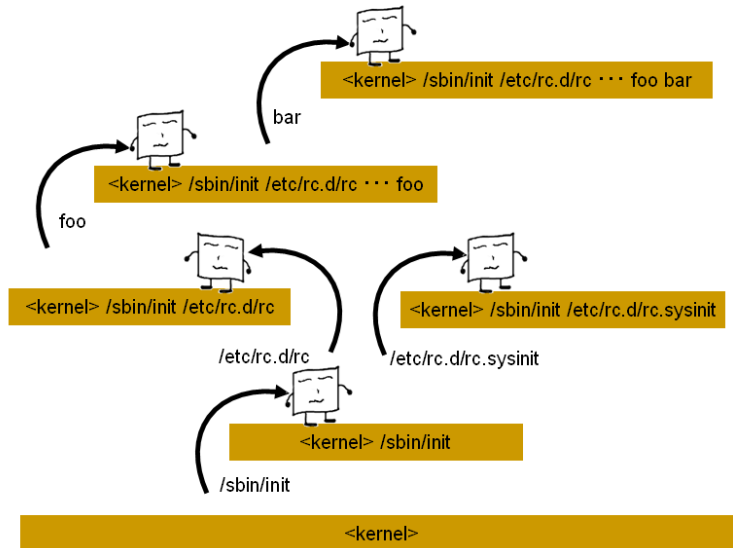 <kernel> /sbin/init /etc/rc.d/rc ··· foo bar
bar
<kernel> /sbin/init /etc/rc.d/rc ··· foo
foo
<kernel> /sbin/init /etc/rc.d/rc
<kernel> /sbin/init /etc/rc.d/rc.sysinit
/etc/rc.d/rc
/etc/rc.d/rc.sysinit
<kernel> /sbin/init
/sbin/init
<kernel>